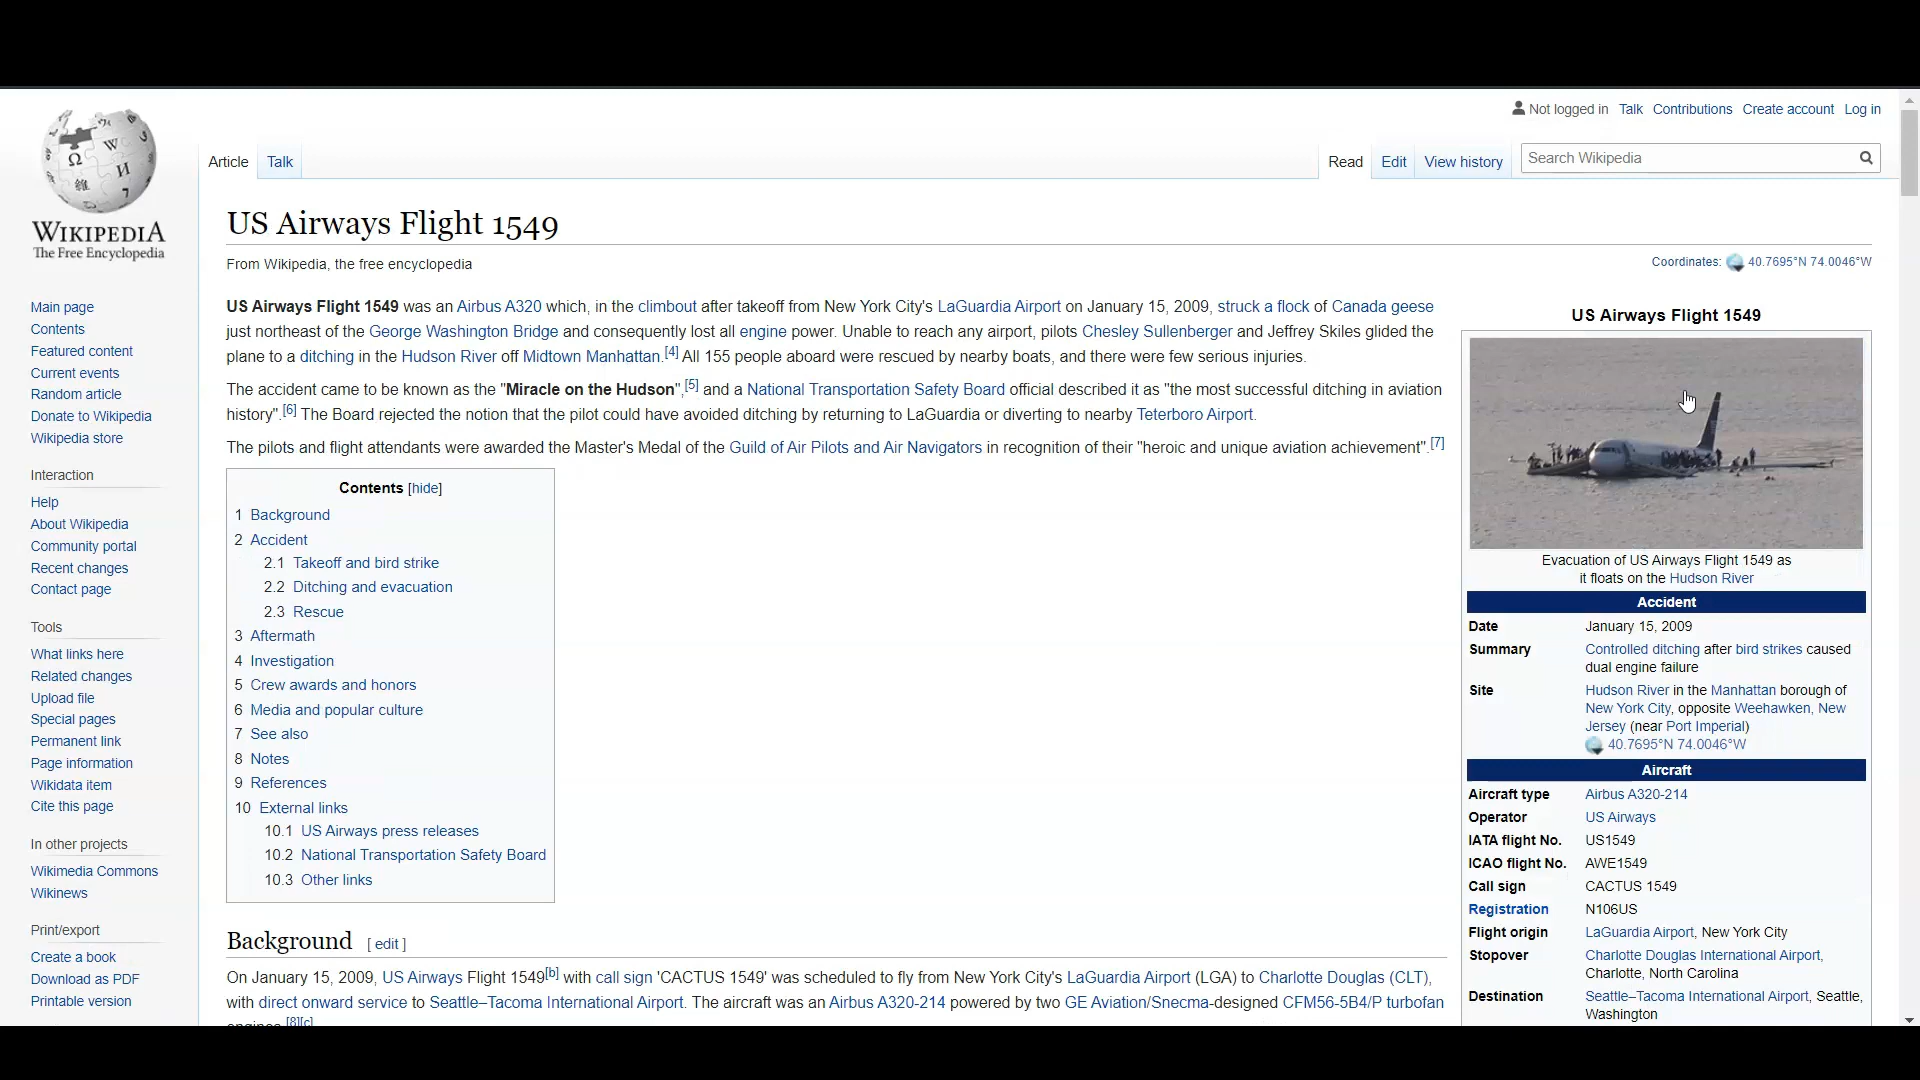 Not logged in Talk Contributions Create account Log in
Article Talk Read Edit View history Search Wikipedia
WIKIPEDIA
The Free Encyclopedia
Main page
Contents
Featured content
Current events
Random article
Donate to Wikipedia
Wikipedia store
Interaction
Help
About Wikipedia
Community portal
Recent changes
Contact page
Tools
What links here
Related changes
Upload file
Special pages
Permanent link
Page information
Wikidata item
Cite this page
In other projects
Wikimedia Commons
Wikinews
Print/export
Create a book
Download as PDF
Printable version
US Airways Flight 1549
From Wikipedia, the free encyclopedia
Coordinates: 40.7695°N 74.0046°W
US Airways Flight 1549 was an Airbus A320 which, in the climbout after takeoff from New York City's LaGuardia Airport on January 15, 2009, struck a flock of Canada geese
just northeast of the George Washington Bridge and consequently lost all engine power. Unable to reach any airport, pilots Chesley Sullenberger and Jeffrey Skiles glided the
plane to a ditching in the Hudson River off Midtown Manhattan.[4] All 155 people aboard were rescued by nearby boats, and there were few serious injuries.
The accident came to be known as the "Miracle on the Hudson",[5] and a National Transportation Safety Board official described it as "the most successful ditching in aviation
history".[6] The Board rejected the notion that the pilot could have avoided ditching by returning to LaGuardia or diverting to nearby Teterboro Airport.
The pilots and flight attendants were awarded the Master's Medal of the Guild of Air Pilots and Air Navigators in recognition of their "heroic and unique aviation achievement".[7]
Contents [hide]
1 Background
2 Accident
2.1 Takeoff and bird strike
2.2 Ditching and evacuation
2.3 Rescue
3 Aftermath
4 Investigation
5 Crew awards and honors
6 Media and popular culture
7 See also
8 Notes
9 References
10 External links
10.1 US Airways press releases
10.2 National Transportation Safety Board
10.3 Other links
Background [ edit ]
On January 15, 2009, US Airways Flight 1549[b] with call sign 'CACTUS 1549' was scheduled to fly from New York City's LaGuardia Airport (LGA) to Charlotte Douglas (CLT),
with direct onward service to Seattle–Tacoma International Airport. The aircraft was an Airbus A320-214 powered by two GE Aviation/Snecma-designed CFM56-5B4/P turbofan
engines.[8][c]
US Airways Flight 1549
Evacuation of US Airways Flight 1549 as
it floats on the Hudson River
Accident
Date January 15, 2009
Summary Controlled ditching after bird strikes caused
dual engine failure
Site Hudson River in the Manhattan borough of
New York City, opposite Weehawken, New
Jersey (near Port Imperial)
40.7695°N 74.0046°W
Aircraft
Aircraft type Airbus A320-214
Operator US Airways
IATA flight No. US1549
ICAO flight No. AWE1549
Call sign CACTUS 1549
Registration N106US
Flight origin LaGuardia Airport, New York City
Stopover Charlotte Douglas International Airport,
Charlotte, North Carolina
Destination Seattle–Tacoma International Airport, Seattle,
Washington